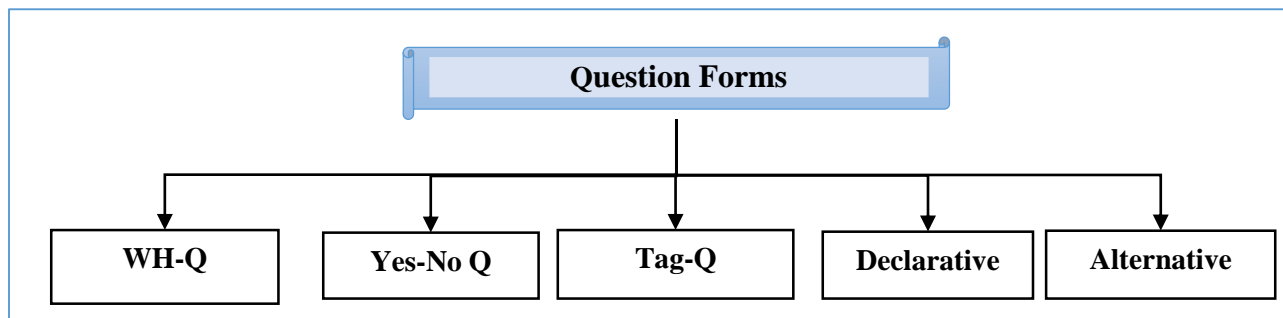 Question Forms
WH-Q
Yes-No Q
Tag-Q
Declarative
Alternative